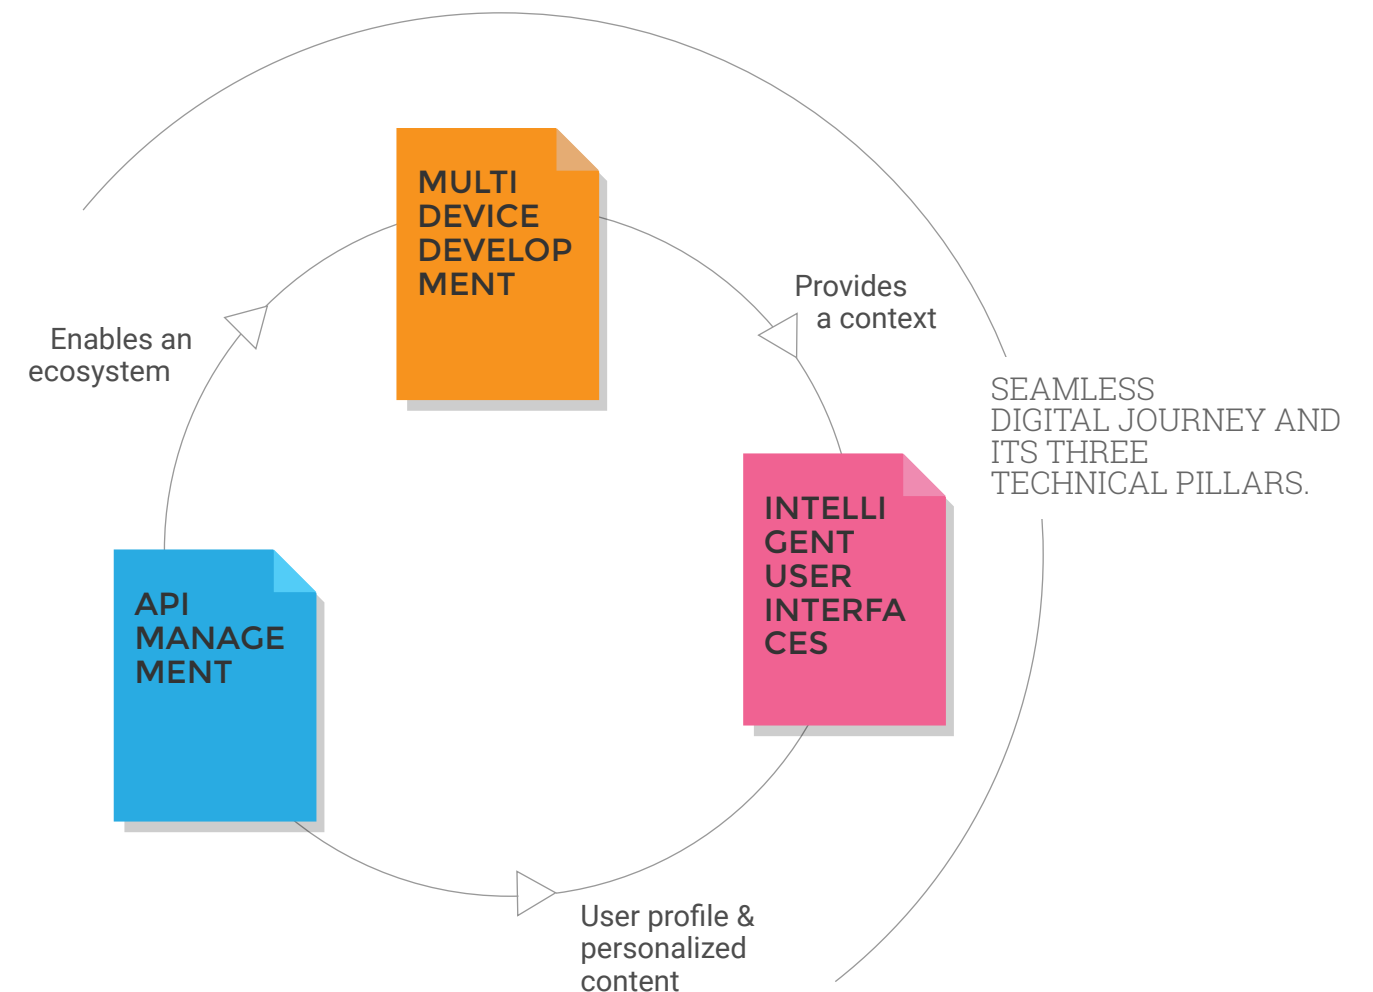 MULTI
DEVICE
DEVELOP
MENT
Provides
a context
Enables an
ecosystem
SEAMLESS
DIGITAL JOURNEY AND
ITS THREE
TECHNICAL PILLARS.
INTELLI
GENT
USER
INTERFA
CES
API
MANAGE
MENT
User profile &
personalized
content